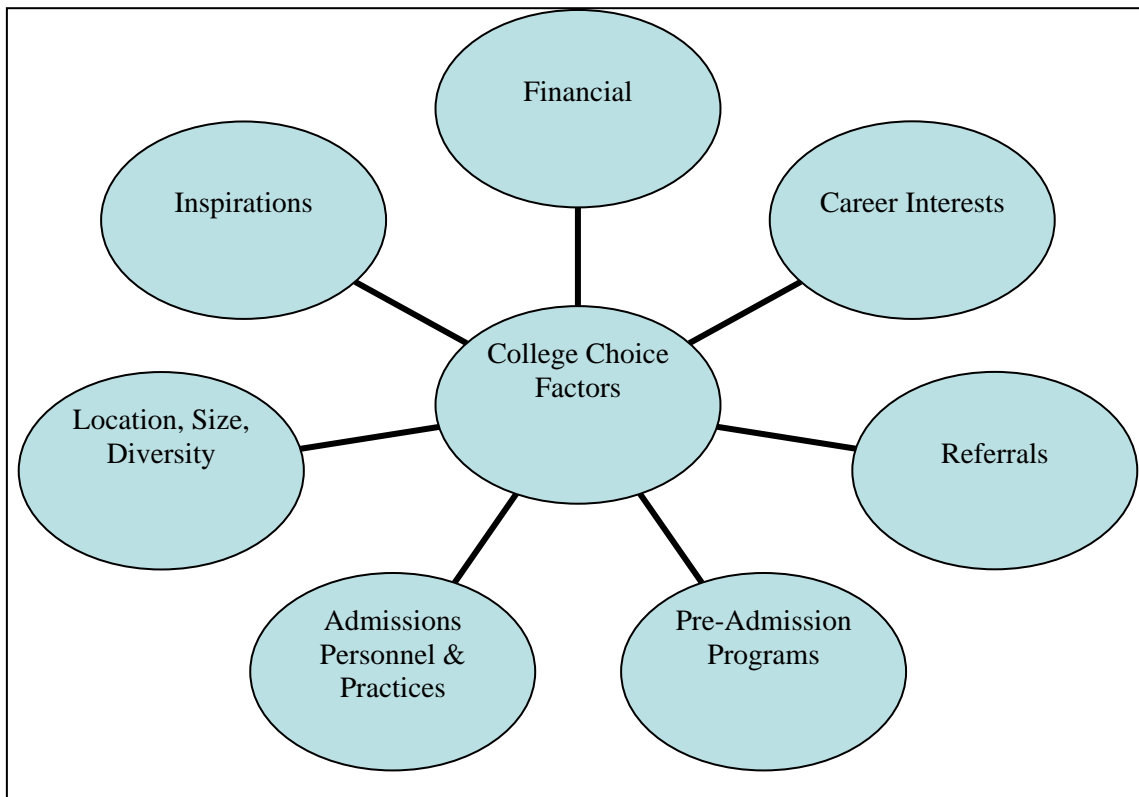 Financial
Inspirations
Career Interests
College Choice
Factors
Location, Size,
Diversity
Referrals
Admissions
Personnel &
Practices
Pre-Admission
Programs